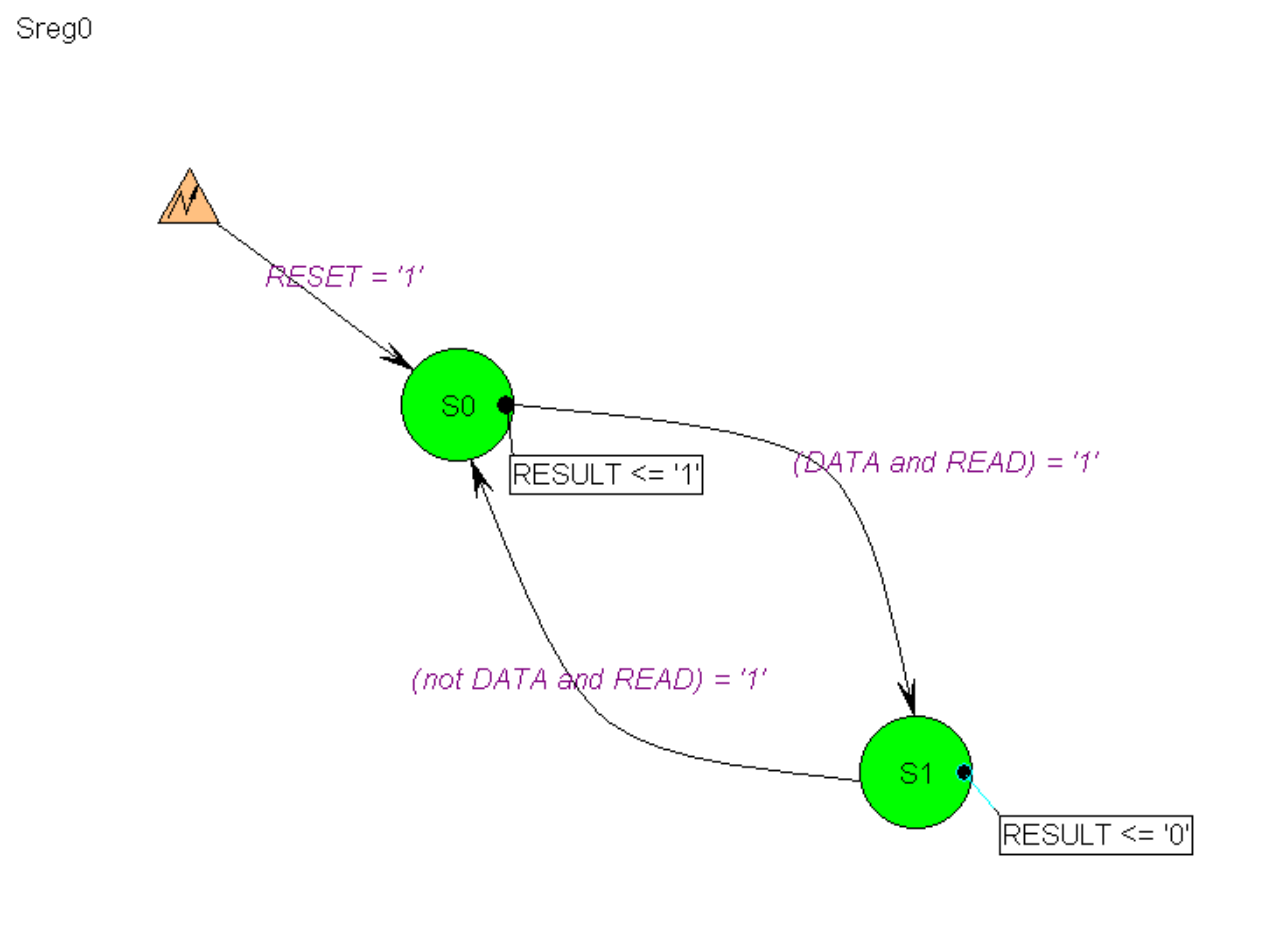 Sreg0
RESET = '1'
S0
(DATA and READ) = '1'
RESULT <= '1'
(not DATA and READ) = '1'
S1
RESULT <= '0'